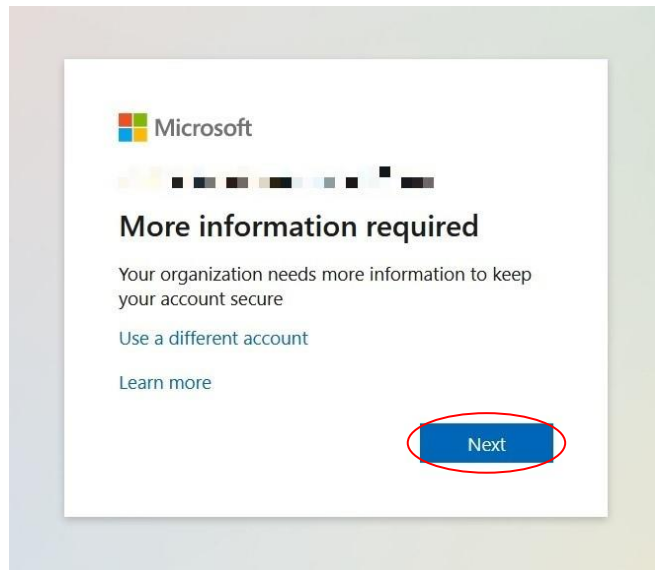 Microsoft
More information required
Your organization needs more information to keep
your account secure
Use a different account
Learn more
Next